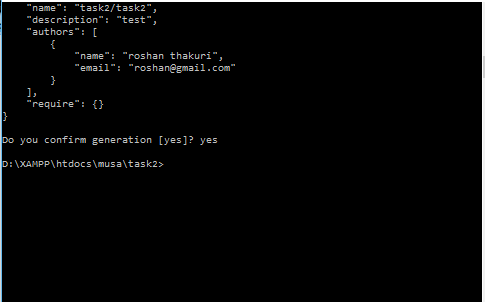 "name": "task2/task2",
"description": "test",
"authors": [
{
"name": "roshan thakuri",
"email": "roshan@gmail.com"
}
],
"require": {}
}
Do you confirm generation [yes]? yes
D:\XAMPP\htdocs\musa\task2>